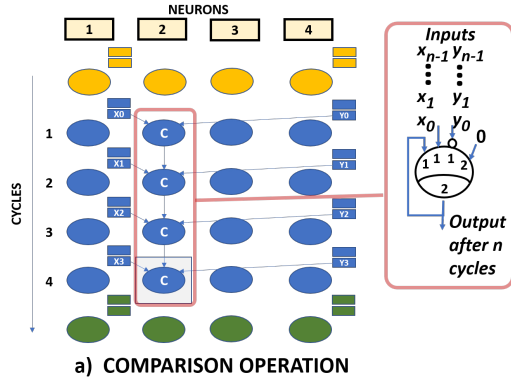 NEURONS
1 2 3 4
CYCLES
X0 Y0
1 C
X1 Y1
2 C
X2 Y2
3 C
X3 Y3
4 C
Inputs
xn-1 yn-1
x1 y1
x0 y0 0
1 1 1 2
2
Output
after n
cycles
a) COMPARISON OPERATION